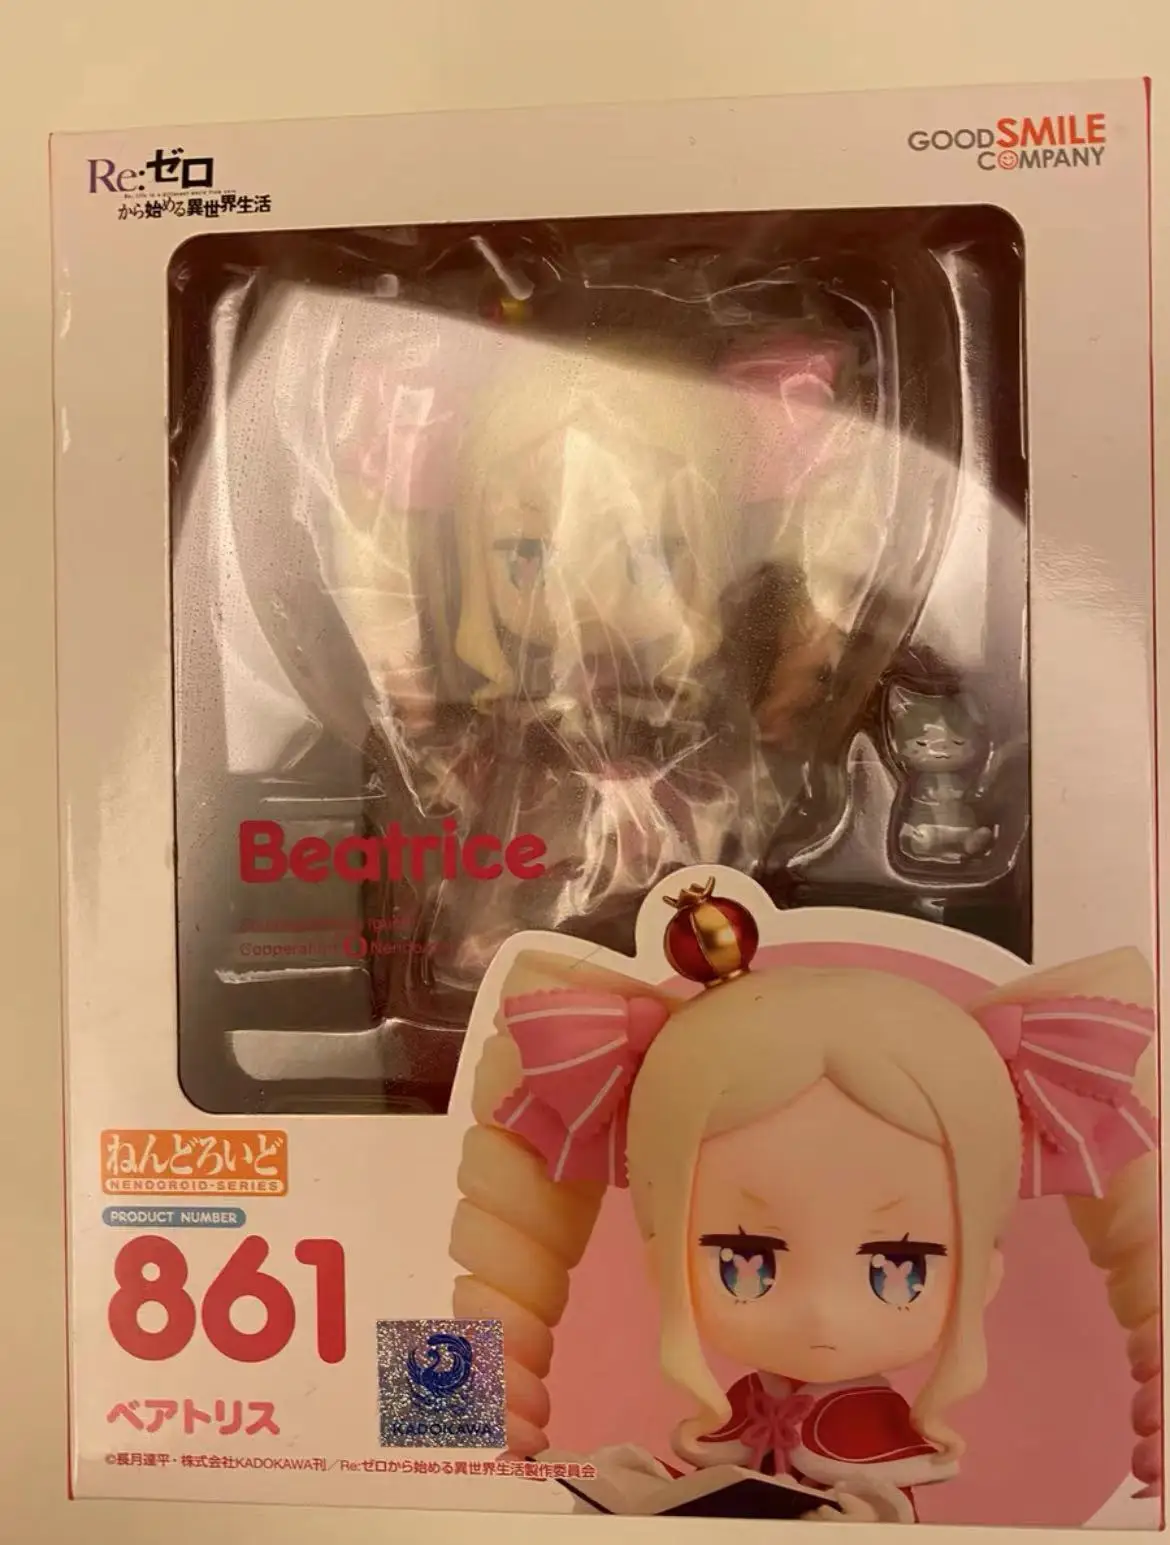 Re:ゼロ
から始める異世界生活
GOODSMILE
COMPANY
Beatrice
Nendoroid
ねんどろいど
NENDOROID-SERIES
PRODUCT NUMBER
861
ベアトリス
KADOKAWA
©長月達平・株式会社KADOKAWA刊／Re:ゼロから始める異世界生活製作委員会